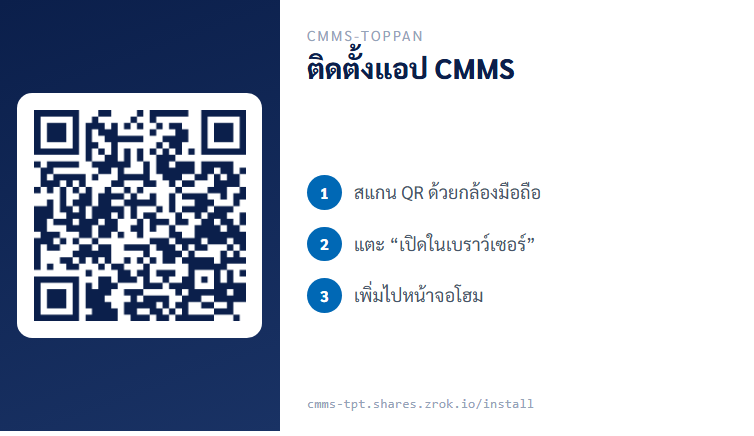 CMMS-TOPPAN
ติดตั้งแอป CMMS
1 สแกน QR ด้วยกล้องมือถือ
2 แตะ “เปิดในเบราว์เซอร์”
3 เพิ่มไปหน้าจอโฮม
cmms-tpt.shares.zrok.io/install